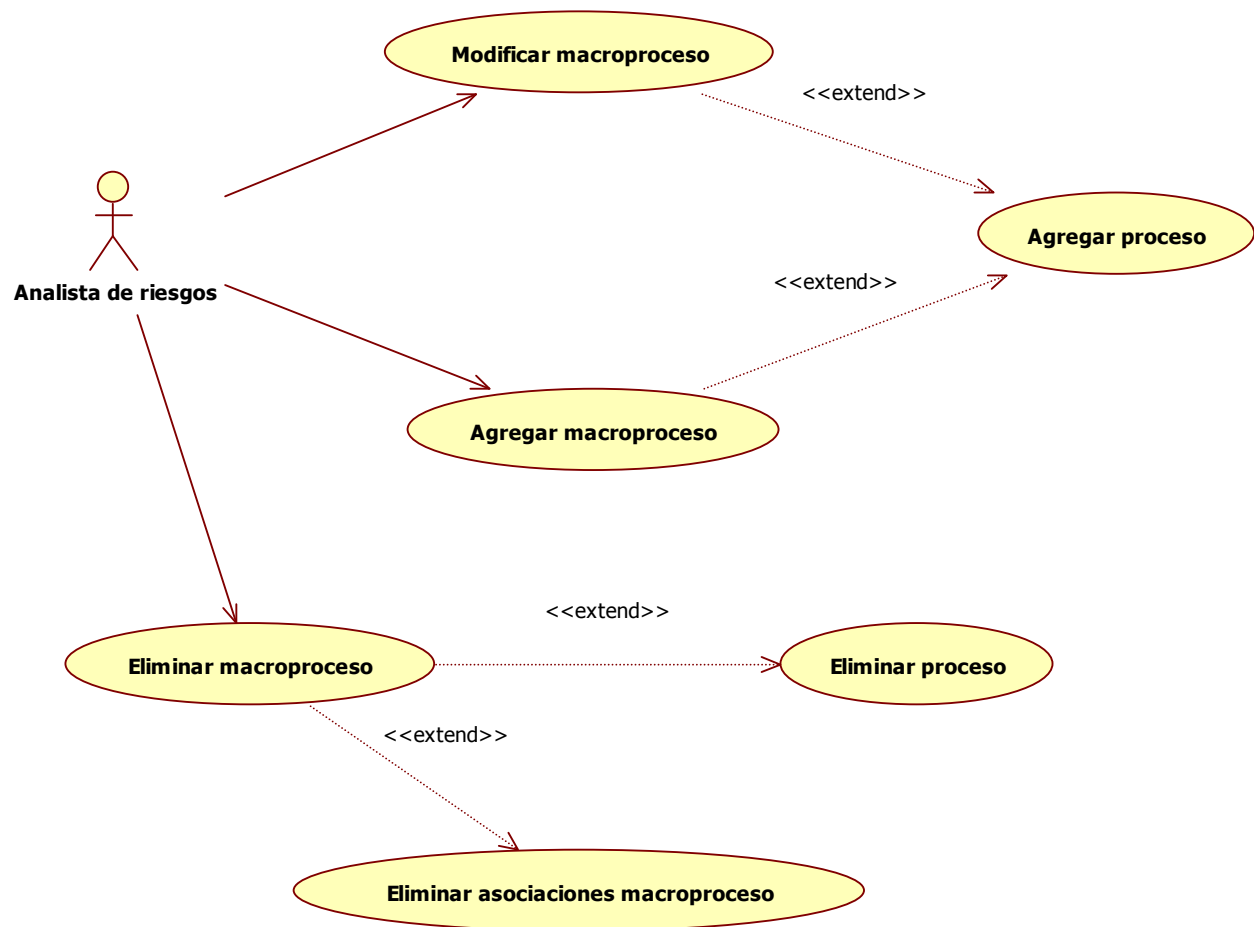 Modificar macroproceso
<<extend>>
Agregar proceso
<<extend>>
Analista de riesgos
Agregar macroproceso
<<extend>>
Eliminar macroproceso
Eliminar proceso
<<extend>>
Eliminar asociaciones macroproceso